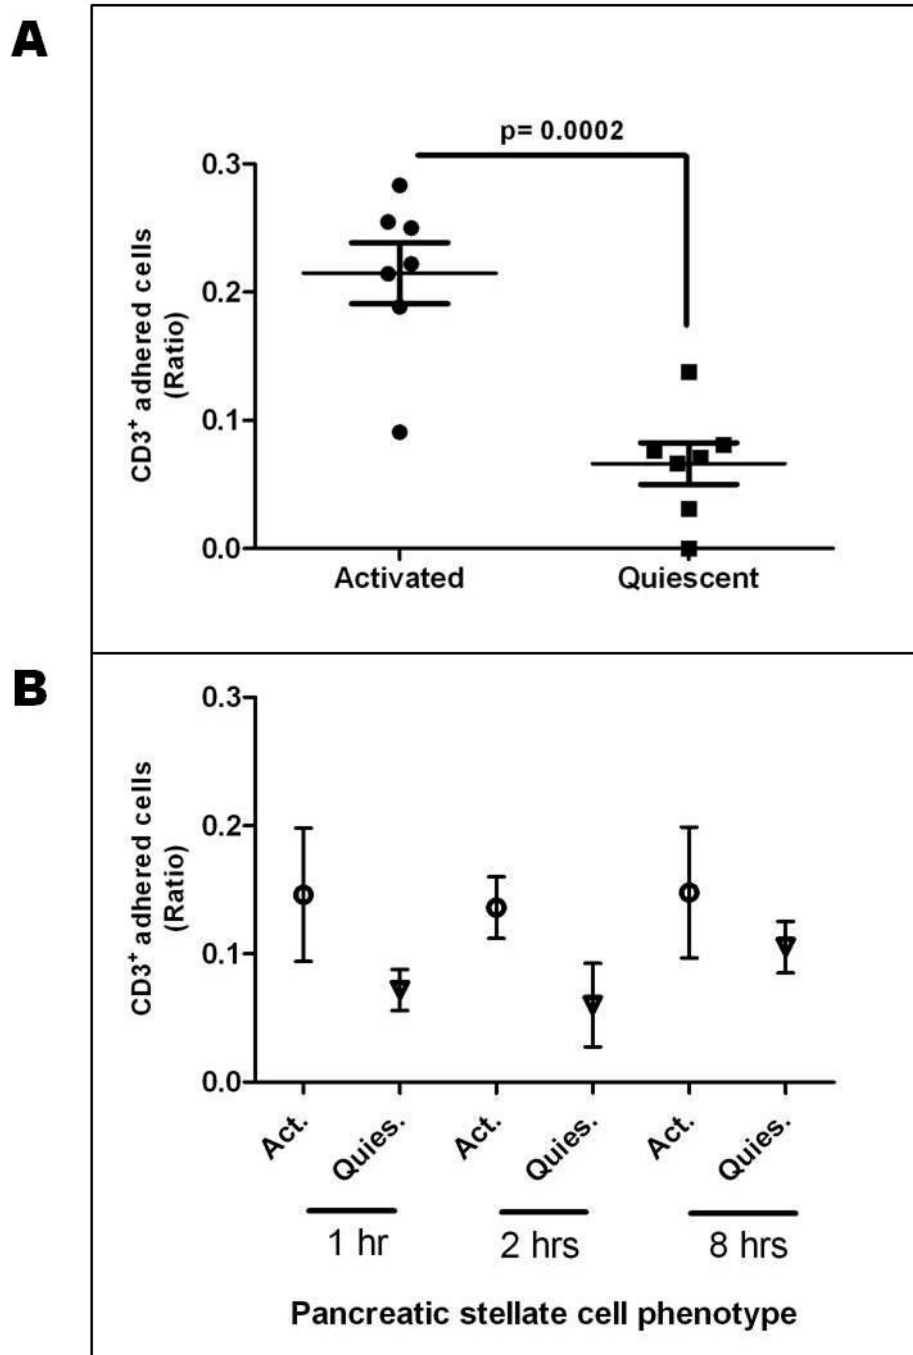 A
p= 0.0002
0.3
0.2
0.1
0.0
CD3+ adhered cells
(Ratio)
Activated
Quiescent
B
0.3
0.2
0.1
0.0
CD3+ adhered cells
(Ratio)
Act.
Quies.
Act.
Quies.
Act.
Quies.
1 hr
2 hrs
8 hrs
Pancreatic stellate cell phenotype